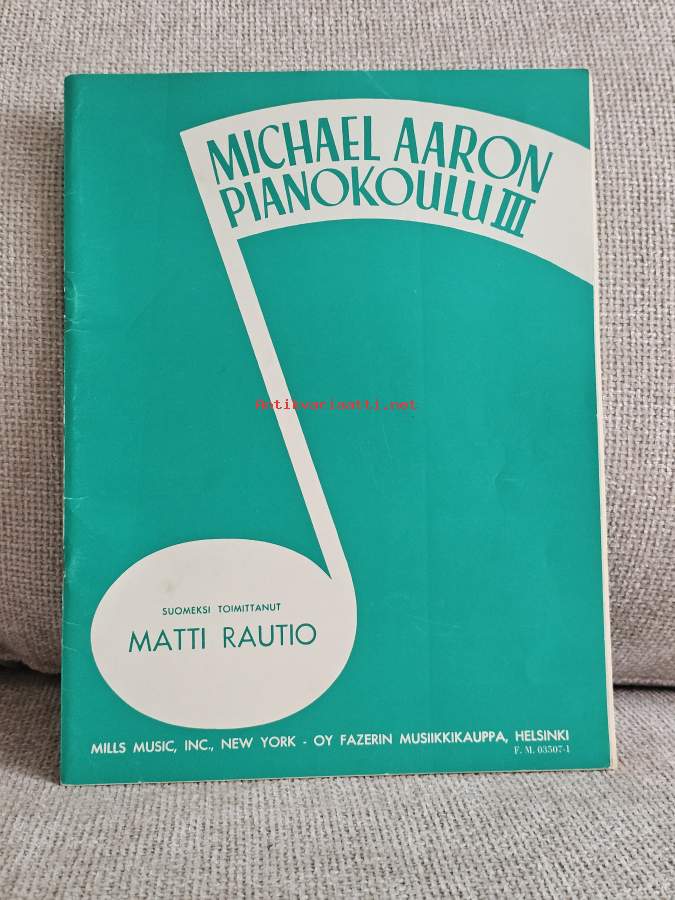 MICHAEL AARON
PIANOKOULU III
Antikvariaatti.net
SUOMEKSI TOIMITTANUT
MATTI RAUTIO
MILLS MUSIC, INC., NEW YORK - OY FAZERIN MUSIIKKIKAUPPA, HELSINKI
F. M. 03507-1